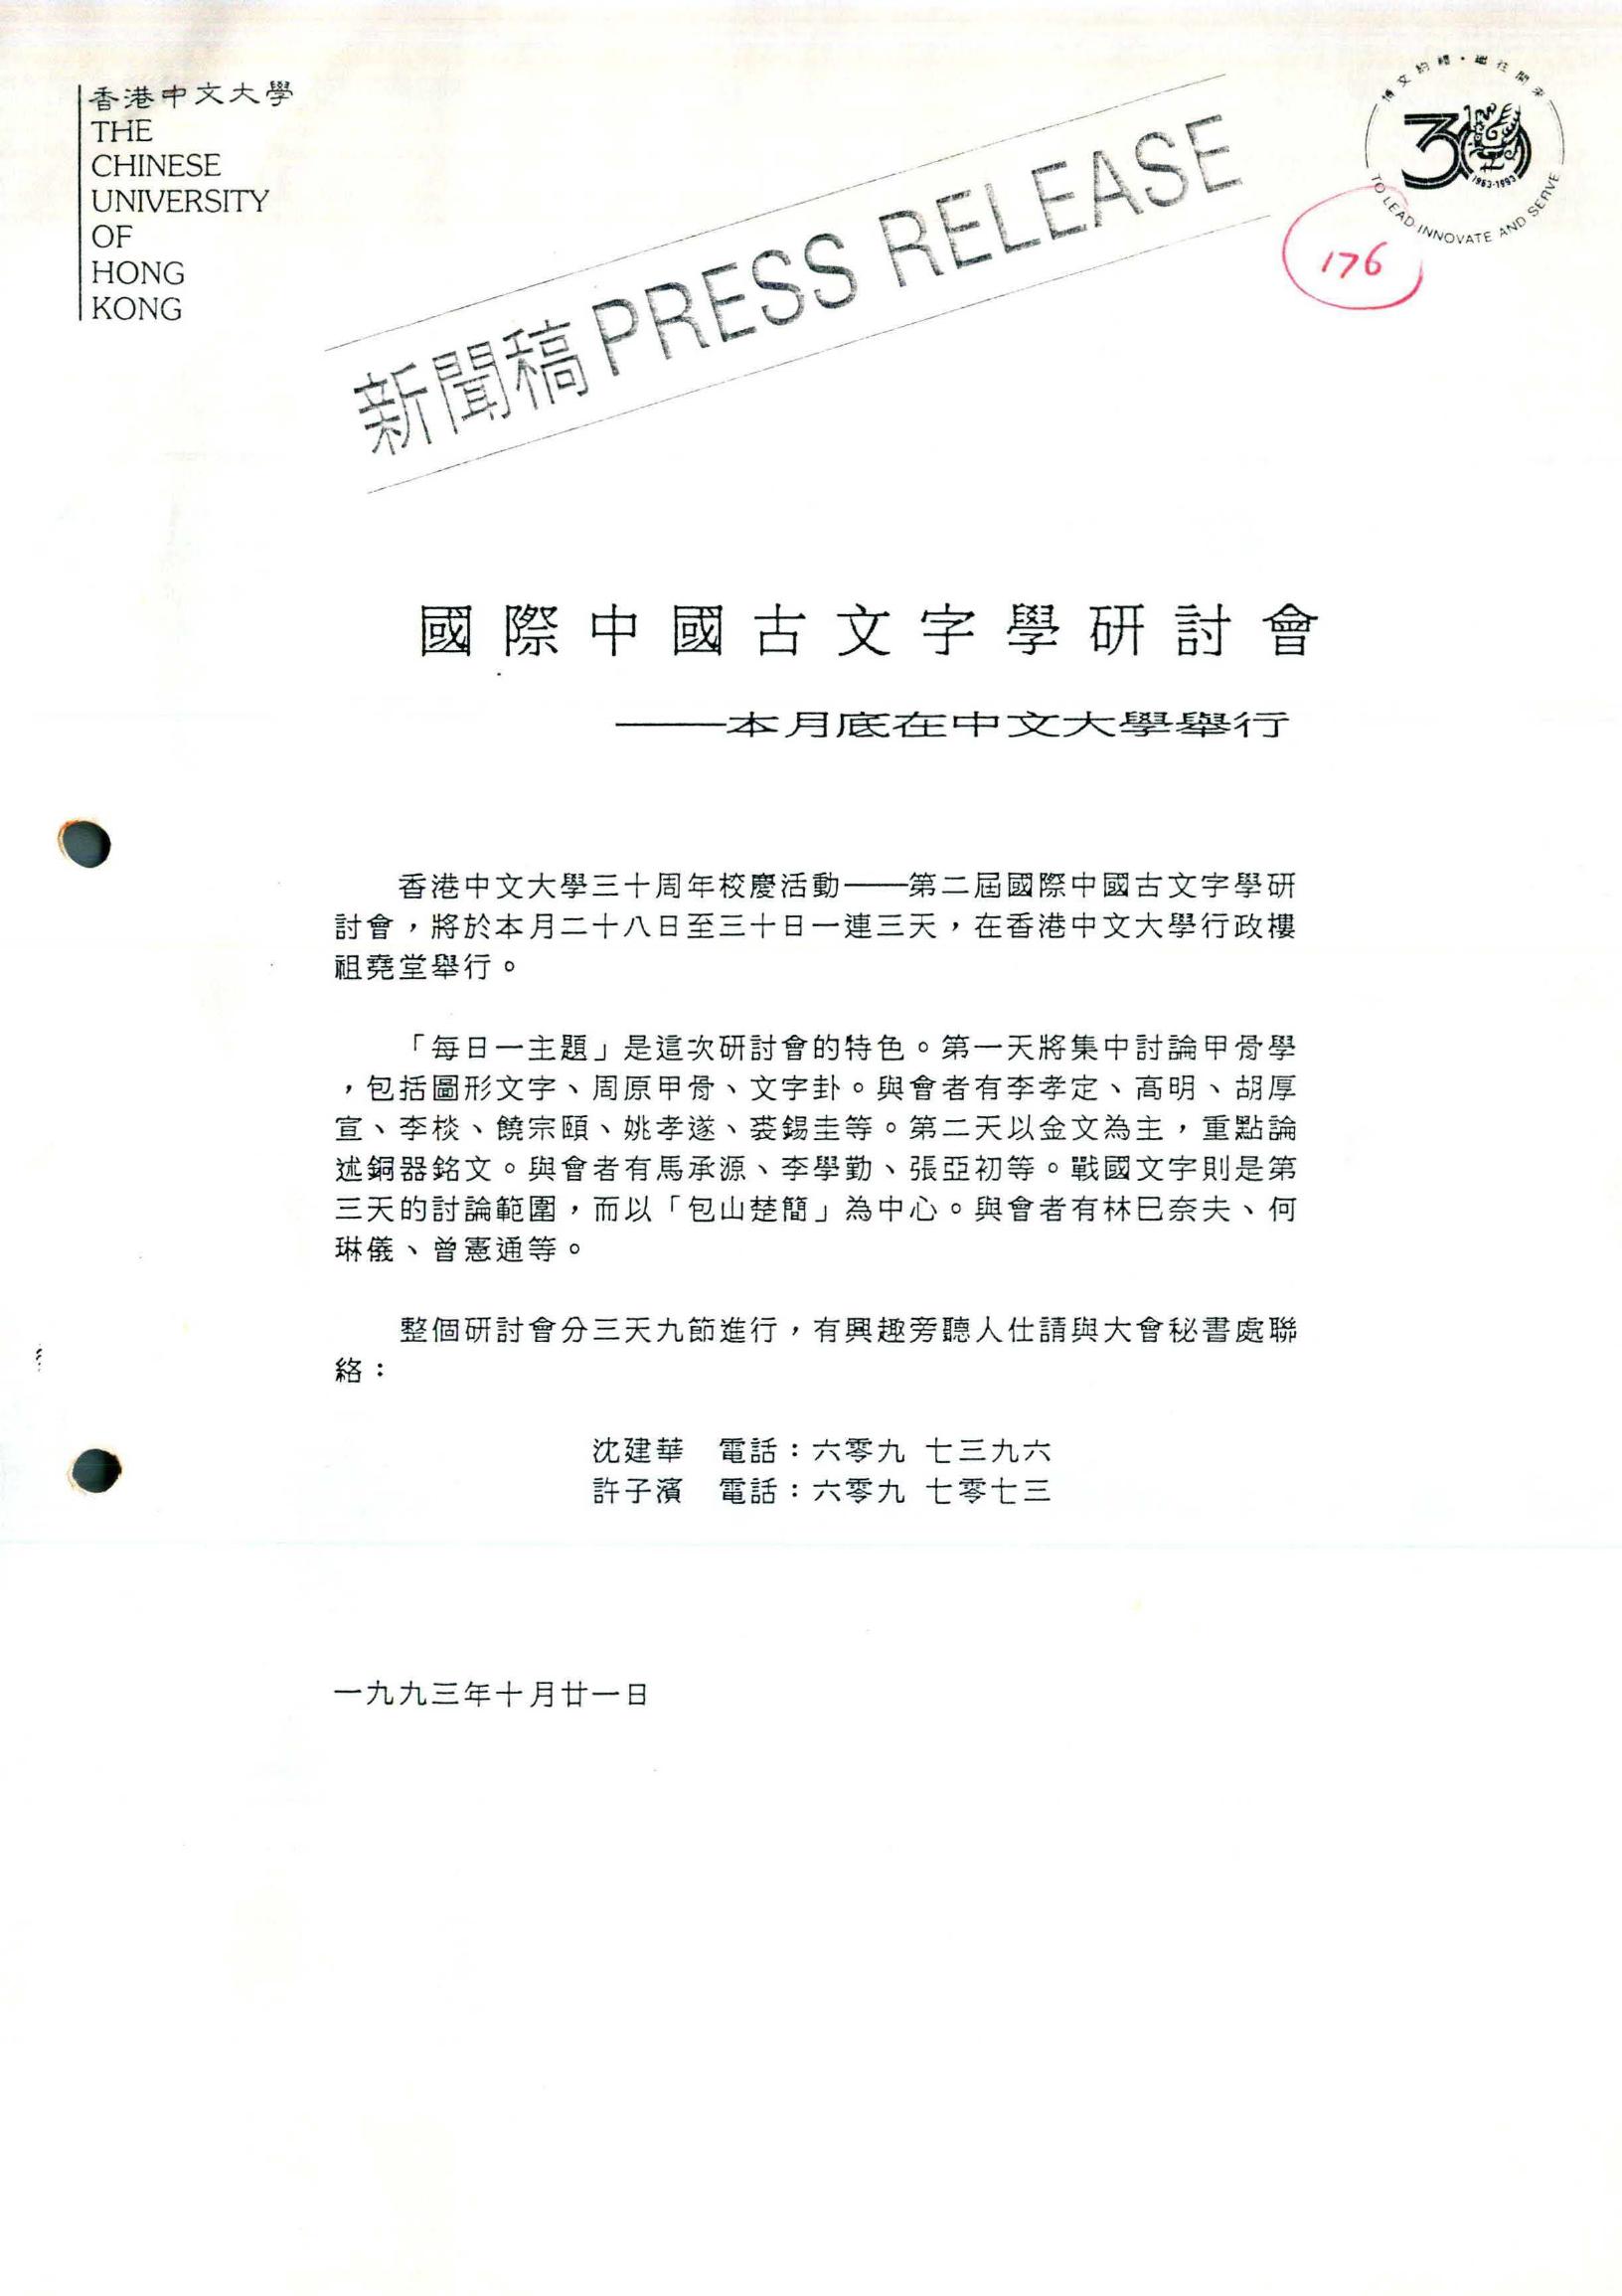 香港中文大學
THE
CHINESE
UNIVERSITY
OF
HONG
KONG
新聞稿 PRESS RELEASE
博文約禮·繼往開來
30
1963-1993
TO LEAD INNOVATE AND SERVE
176
國際中國古文字學研討會
——本月底在中文大學舉行
香港中文大學三十周年校慶活動——第二屆國際中國古文字學研
討會，將於本月二十八日至三十日一連三天，在香港中文大學行政樓
祖堯堂舉行。
「每日一主題」是這次研討會的特色。第一天將集中討論甲骨學
，包括圖形文字、周原甲骨、文字卦。與會者有李孝定、高明、胡厚
宣、李棪、饒宗頤、姚孝遂、裘錫圭等。第二天以金文為主，重點論
述銅器銘文。與會者有馬承源、李學勤、張亞初等。戰國文字則是第
三天的討論範圍，而以「包山楚簡」為中心。與會者有林巳奈夫、何
琳儀、曾憲通等。
整個研討會分三天九節進行，有興趣旁聽人仕請與大會秘書處聯
絡：
沈建華　電話：六零九 七三九六
許子濱　電話：六零九 七零七三
一九九三年十月廿一日